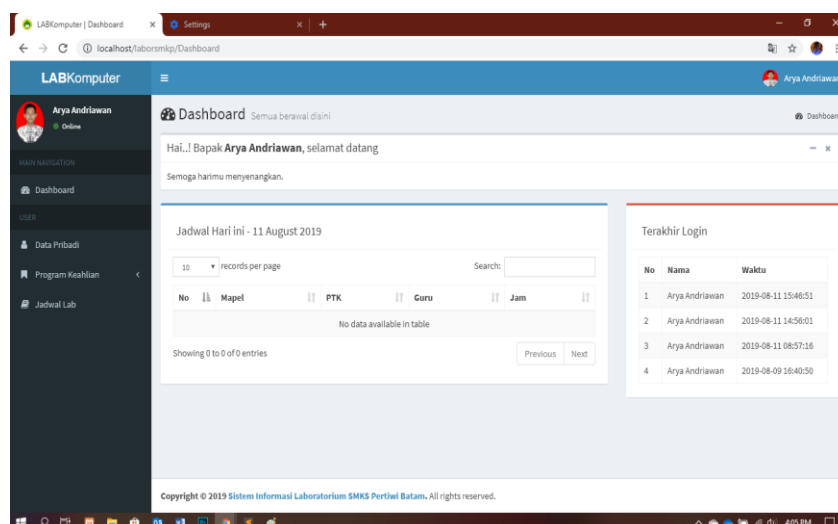 LABKomputer | Dashboard
Settings
localhost/laborsmkp/Dashboard
LABKomputer
Arya Andriawan
Arya Andriawan
Online
Dashboard Semua berawal disini
Dashboard
Hai..! Bapak Arya Andriawan, selamat datang
Semoga harimu menyenangkan.
MAIN NAVIGATION
Dashboard
USER
Data Pribadi
Program Keahlian
Jadwal Lab
Jadwal Hari ini - 11 August 2019
10 records per page Search:
No Mapel PTK Guru Jam
No data available in table
Showing 0 to 0 of 0 entries Previous Next
Terakhir Login
No Nama Waktu
1 Arya Andriawan 2019-08-11 15:46:51
2 Arya Andriawan 2019-08-11 14:56:01
3 Arya Andriawan 2019-08-11 08:57:16
4 Arya Andriawan 2019-08-09 16:40:50
Copyright © 2019 Sistem Informasi Laboratorium SMKS Pertiwi Batam. All rights reserved.
4:05 PM